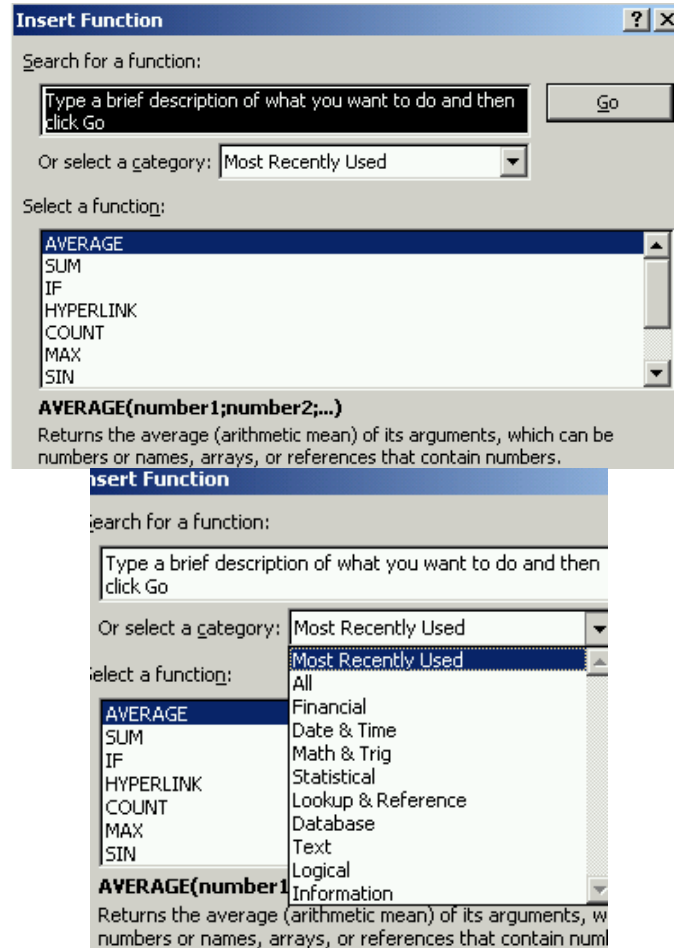 Insert Function
Search for a function:
Type a brief description of what you want to do and then
click Go
Go
Or select a category: Most Recently Used
Select a function:
AVERAGE
SUM
IF
HYPERLINK
COUNT
MAX
SIN
AVERAGE(number1;number2;...)
Returns the average (arithmetic mean) of its arguments, which can be
numbers or names, arrays, or references that contain numbers.
nsert Function
earch for a function:
Type a brief description of what you want to do and then
click Go
Or select a category: Most Recently Used
Most Recently Used
elect a function:
All
Financial
AVERAGE
Date & Time
SUM
Math & Trig
IF
Statistical
HYPERLINK
Lookup & Reference
COUNT
Database
MAX
Text
SIN
Logical
AVERAGE(number1
Information
Returns the average (arithmetic mean) of its arguments, w
numbers or names, arrays, or references that contain num